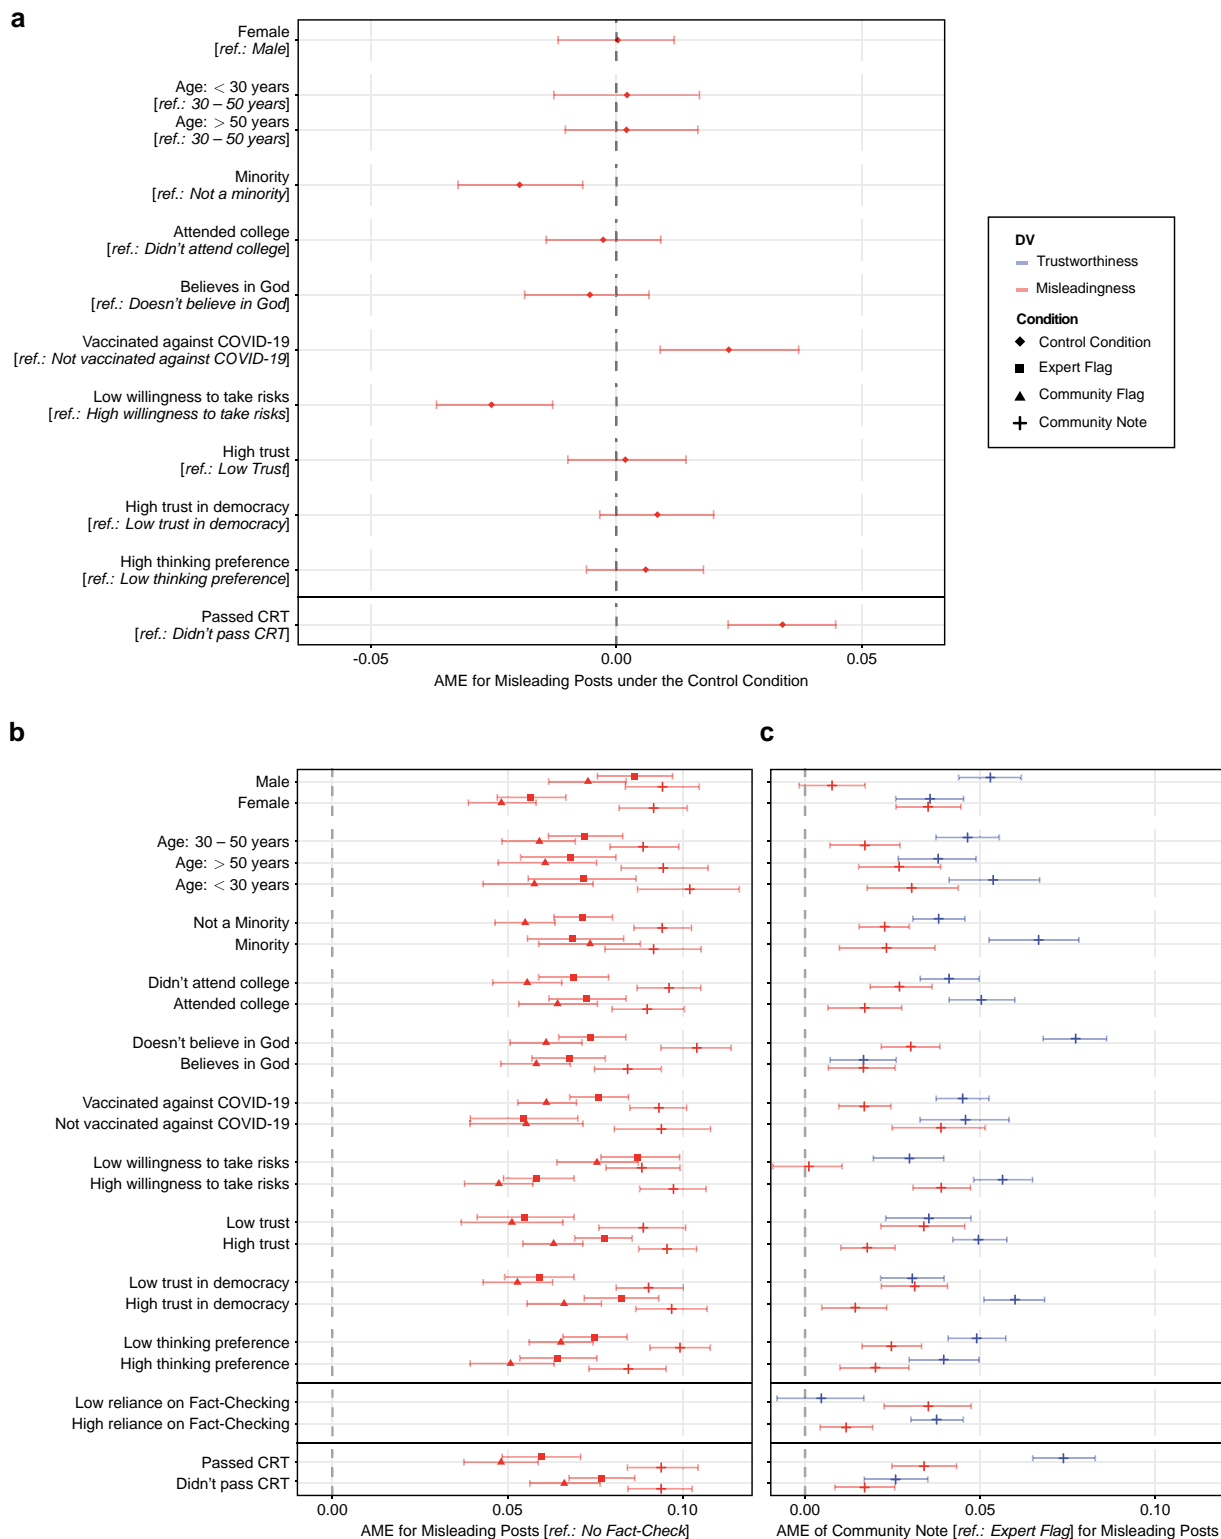 a
Female
[ref.: Male]
Age: < 30 years
[ref.: 30 – 50 years]
Age: > 50 years
[ref.: 30 – 50 years]
Minority
[ref.: Not a minority]
Attended college
[ref.: Didn't attend college]
Believes in God
[ref.: Doesn't believe in God]
Vaccinated against COVID-19
[ref.: Not vaccinated against COVID-19]
Low willingness to take risks
[ref.: High willingness to take risks]
High trust
[ref.: Low Trust]
High trust in democracy
[ref.: Low trust in democracy]
High thinking preference
[ref.: Low thinking preference]
Passed CRT
[ref.: Didn't pass CRT]
-0.05 0.00 0.05
AME for Misleading Posts under the Control Condition
DV
Trustworthiness
Misleadingness
Condition
Control Condition
Expert Flag
Community Flag
Community Note
b
c
Male
Female
Age: 30 – 50 years
Age: > 50 years
Age: < 30 years
Not a Minority
Minority
Didn't attend college
Attended college
Doesn't believe in God
Believes in God
Vaccinated against COVID-19
Not vaccinated against COVID-19
Low willingness to take risks
High willingness to take risks
Low trust
High trust
Low trust in democracy
High trust in democracy
Low thinking preference
High thinking preference
Low reliance on Fact-Checking
High reliance on Fact-Checking
Passed CRT
Didn't pass CRT
0.00 0.05 0.10
AME for Misleading Posts [ref.: No Fact-Check]
0.00 0.05 0.10
AME of Community Note [ref.: Expert Flag] for Misleading Posts